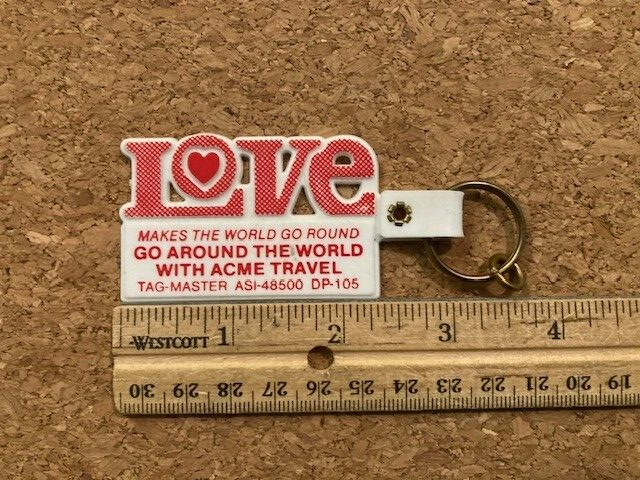 LOVe
MAKES THE WORLD GO ROUND
GO AROUND THE WORLD
WITH ACME TRAVEL
TAG-MASTER ASI-48500 DP-105
1 2 3 4
WESTCOTT
30 29 28 27 26 25 24 23 22 21 20 19